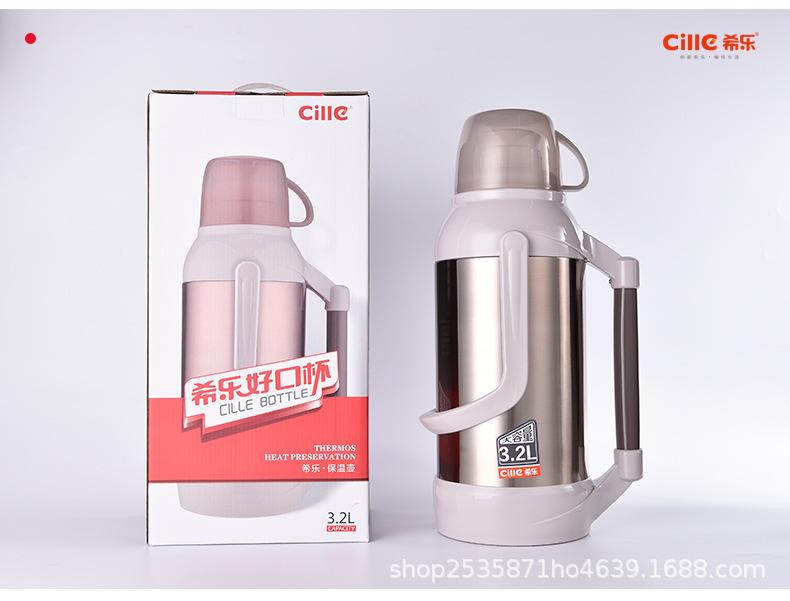 Cille 希乐
Cille
希乐好口杯
CILLE BOTTLE
THERMOS
HEAT PRESERVATION
希乐·保温壶
3.2L
CAPACITY
大容量
3.2L
Cille 希乐
shop2535871ho4639.1688.com